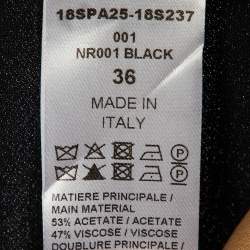 18SPA25-18S237
001
NR001 BLACK
36
MADE IN
ITALY
MATIERE PRINCIPALE /
MAIN MATERIAL
53% ACETATE / ACETATE
47% VISCOSE / VISCOSE
DOUBLURE PRINCIPALE /